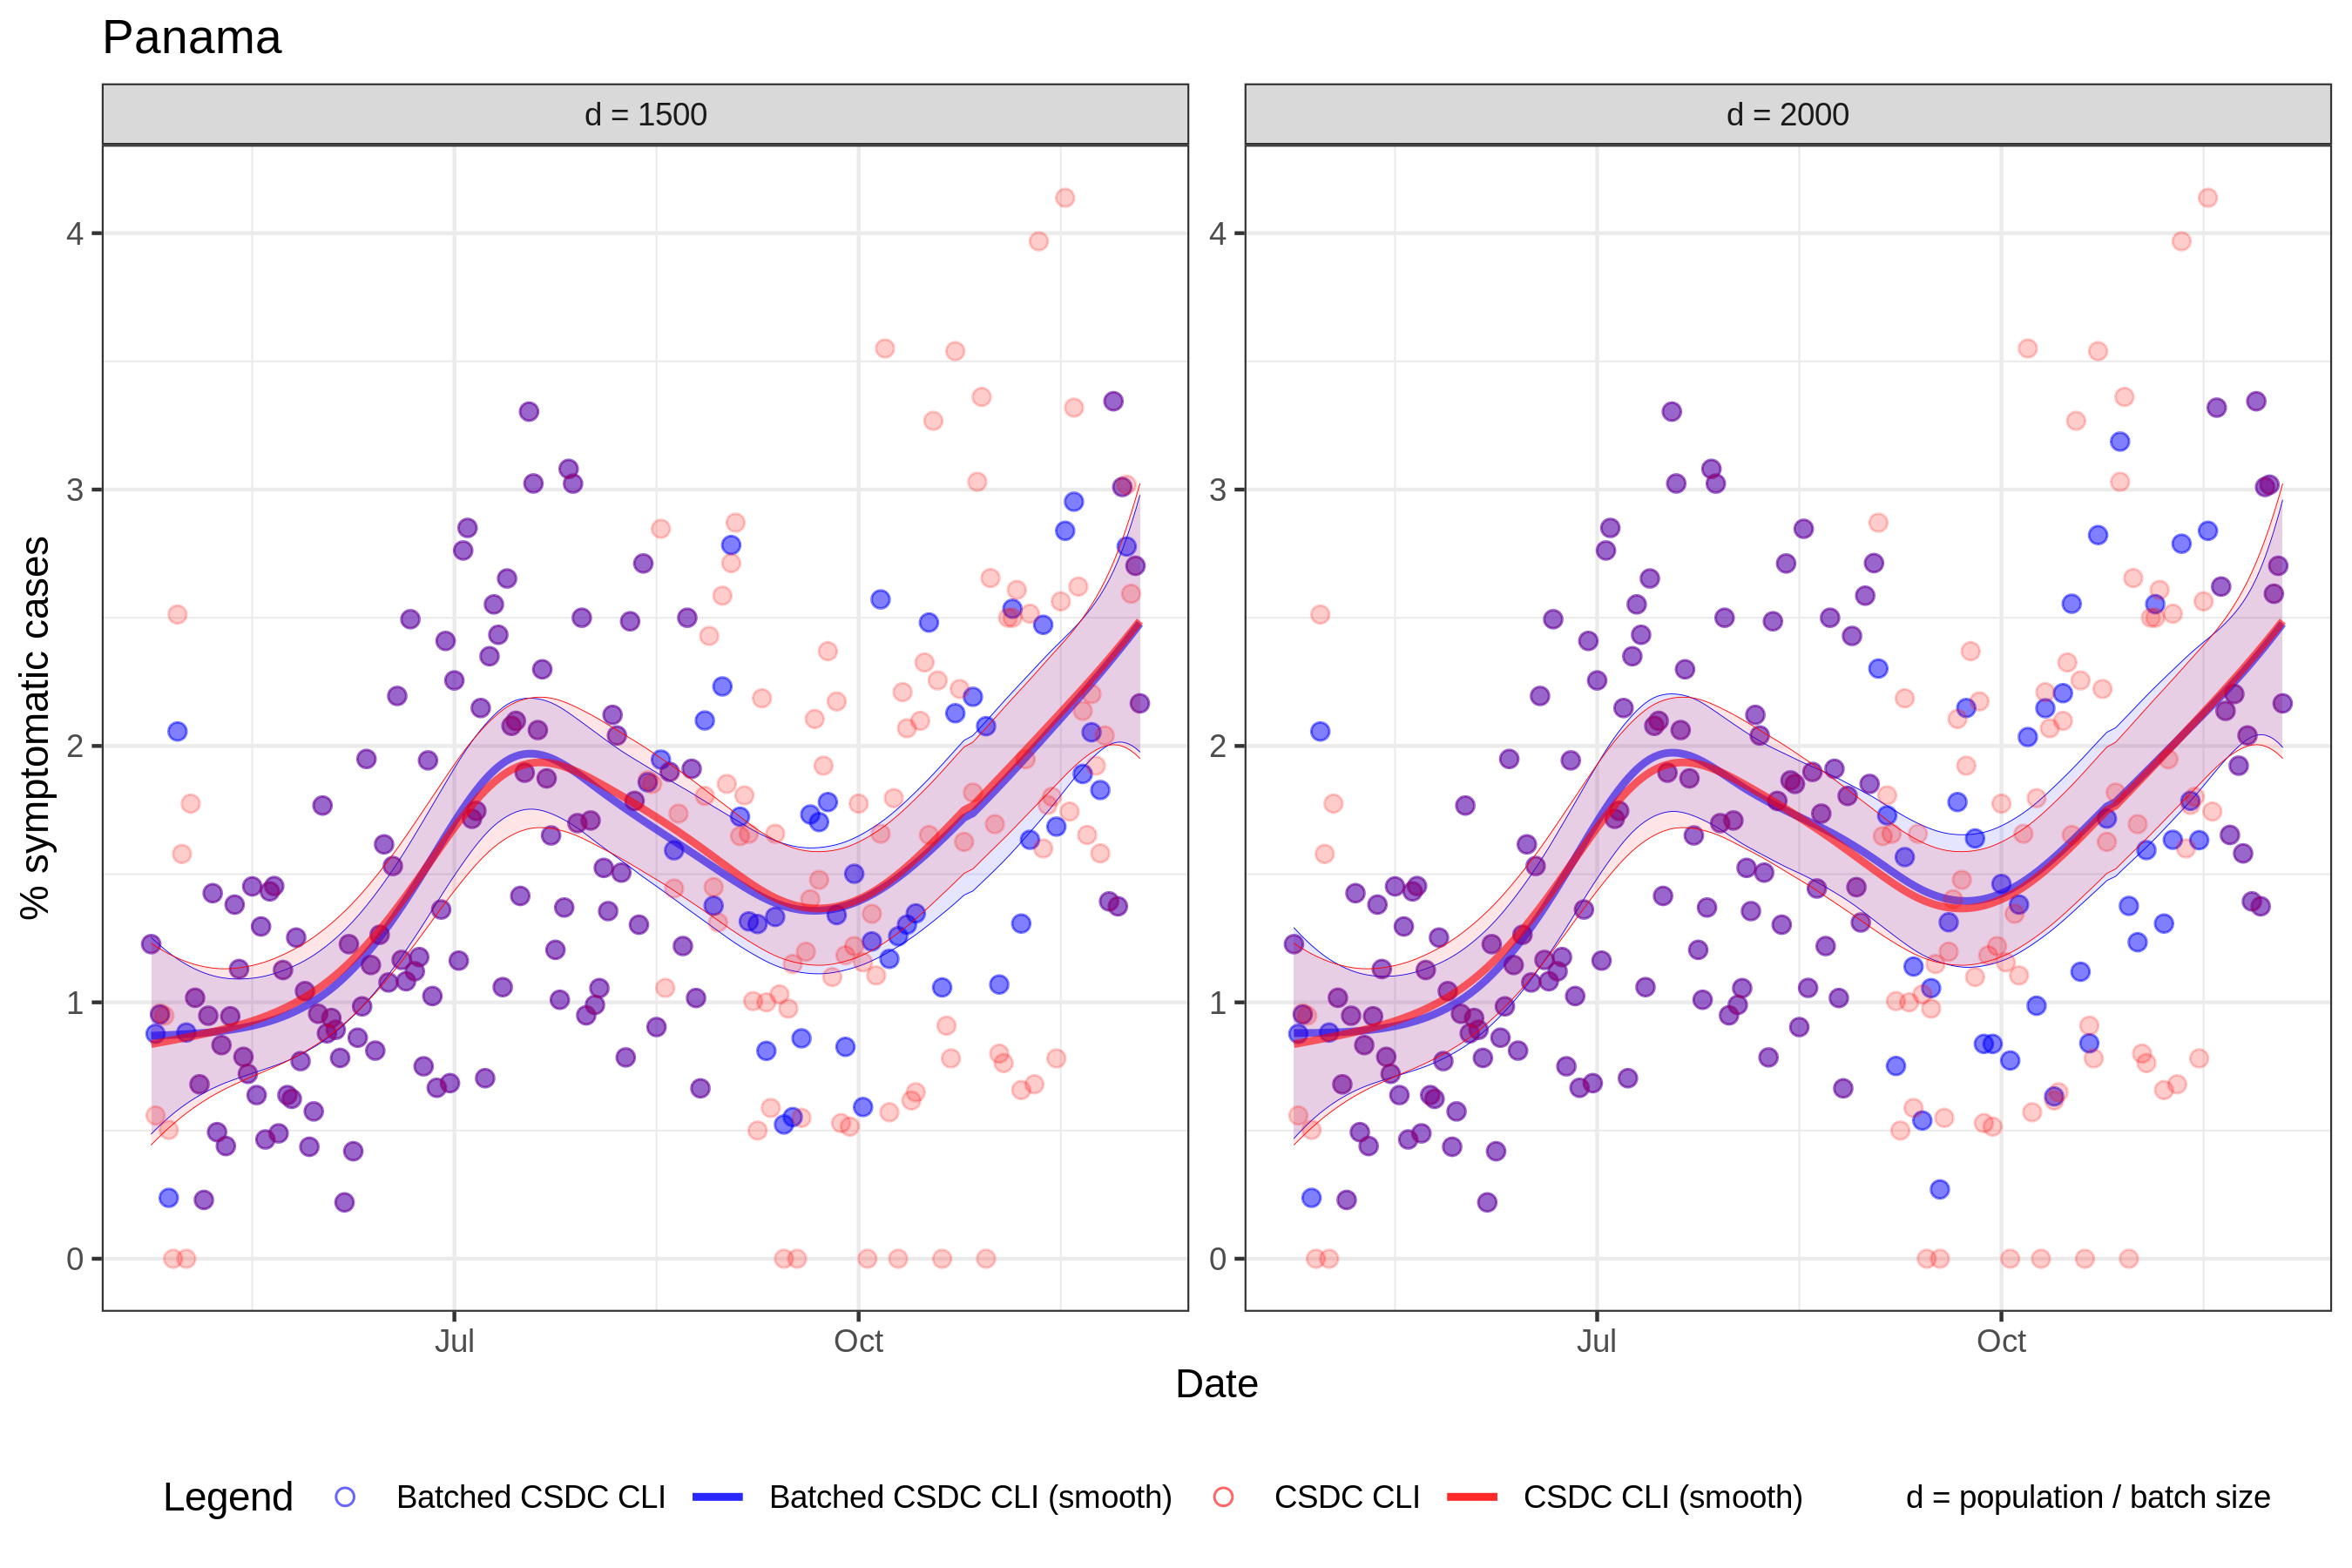 Panama
d = 1500
d = 2000
% symptomatic cases
4
3
2
1
0
4
3
2
1
0
Jul
Oct
Jul
Oct
Date
Legend
Batched CSDC CLI
Batched CSDC CLI (smooth)
CSDC CLI
CSDC CLI (smooth)
d = population / batch size